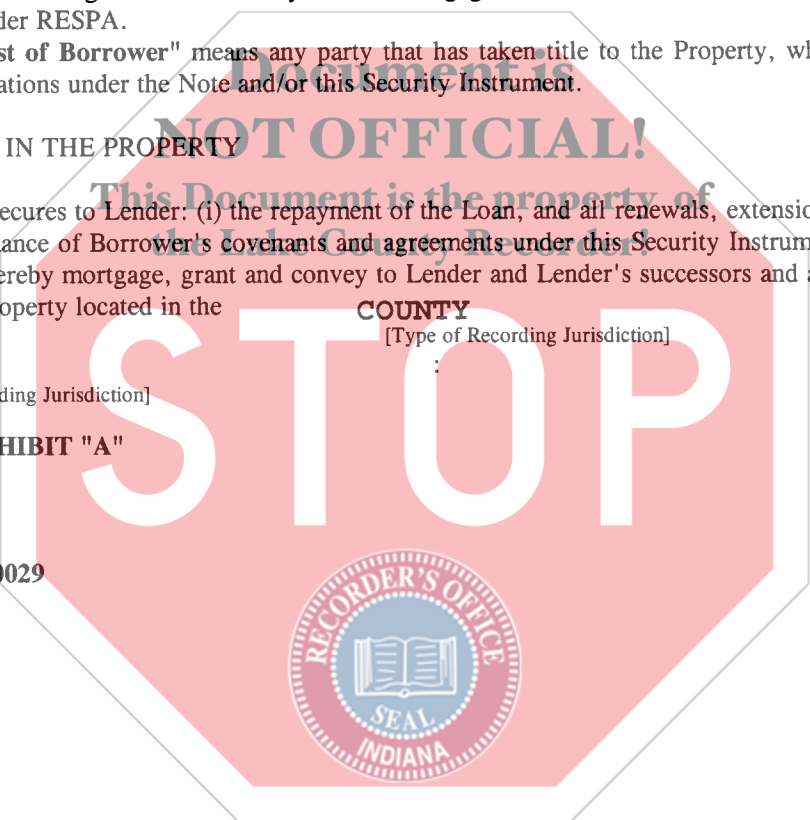 der RESPA.
st of Borrower" means any party that has taken title to the Property, wh
ations under the Note and/or this Security Instrument.
Document is
NOT OFFICIAL!
IN THE PROPERTY
This Document is the property of
the Lake County Recorder!
ecures to Lender: (i) the repayment of the Loan, and all renewals, extensio
ance of Borrower's covenants and agreements under this Security Instrum
ereby mortgage, grant and convey to Lender and Lender's successors and a
operty located in the COUNTY
[Type of Recording Jurisdiction]
:
ding Jurisdiction]
HIBIT "A"
STOP
0029
RECORDER'S OFFICE
SEAL
INDIANA